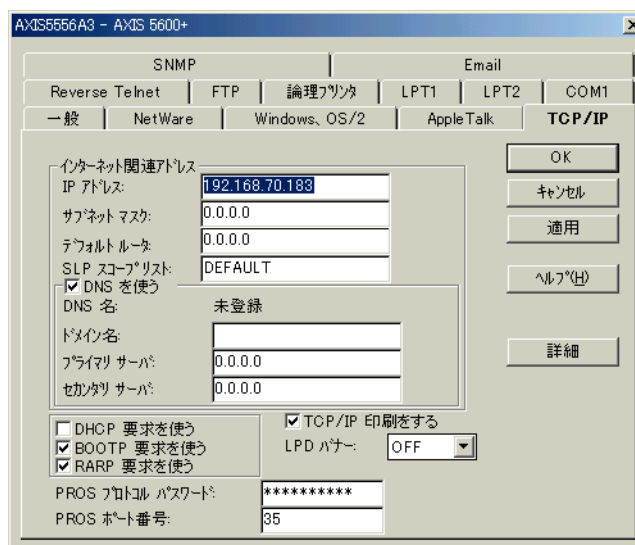 AXIS5556A3 - AXIS 5600+
SNMP Email
Reverse Telnet FTP 論理プリンタ LPT1 LPT2 COM1
一般 NetWare Windows、OS/2 AppleTalk TCP/IP
インターネット関連アドレス
IP アドレス: 192.168.70.183
サブネット マスク: 0.0.0.0
デフォルト ルータ: 0.0.0.0
SLP スコープ リスト: DEFAULT
DNS を使う
DNS 名: 未登録
ドメイン名:
プライマリ サーバ: 0.0.0.0
セカンダリ サーバ: 0.0.0.0
DHCP 要求を使う
BOOTP 要求を使う
RARP 要求を使う
TCP/IP 印刷をする
LPD バナー: OFF
PROS プロトコル パスワード: **********
PROS ポート番号: 35
OK
キャンセル
適用
ヘルプ(H)
詳細